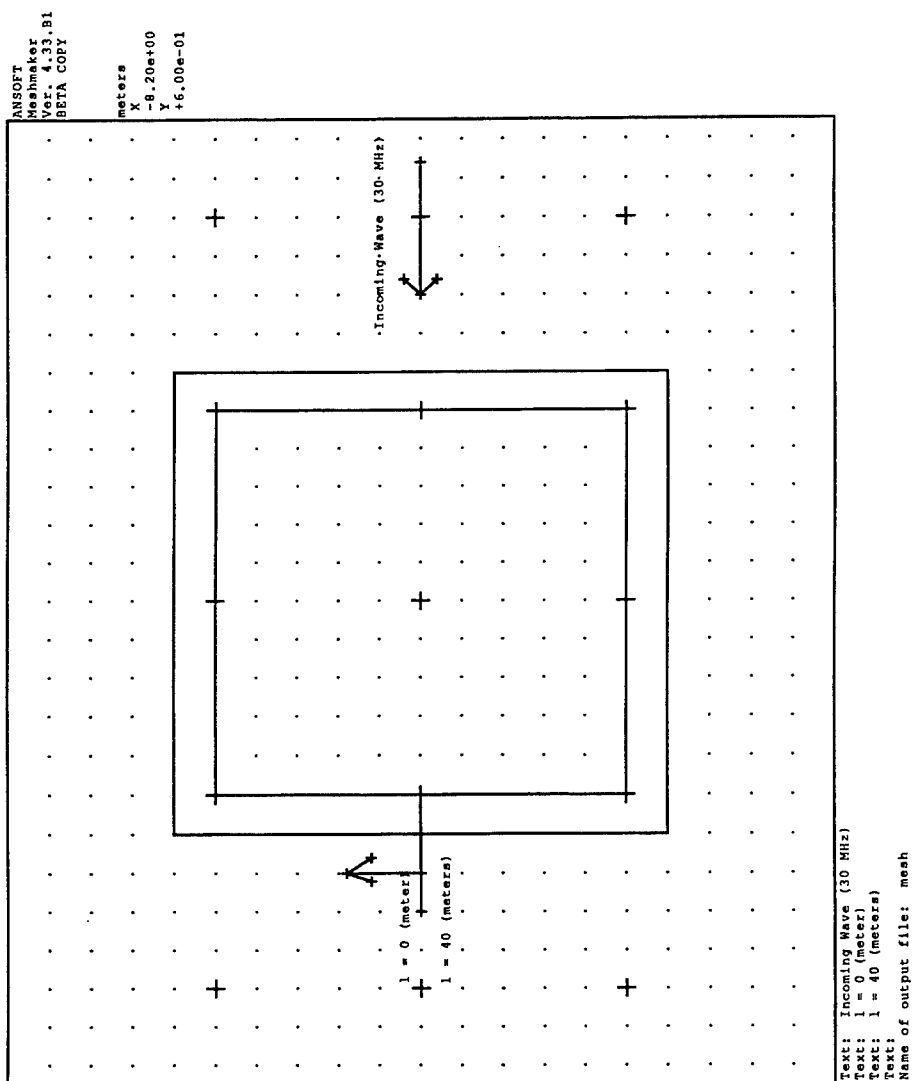 ANSOFT
Meshmaker
Ver. 4.33.B1
BETA COPY
meters
X
-8.20e+00
Y
+6.00e-01
Incoming Wave (30 MHz)
l = 0 (meter)
l = 40 (meters)
Text: Incoming Wave (30 MHz)
Text: l = 0 (meter)
Text: l = 40 (meters)
Text:
Name of output file: mesh